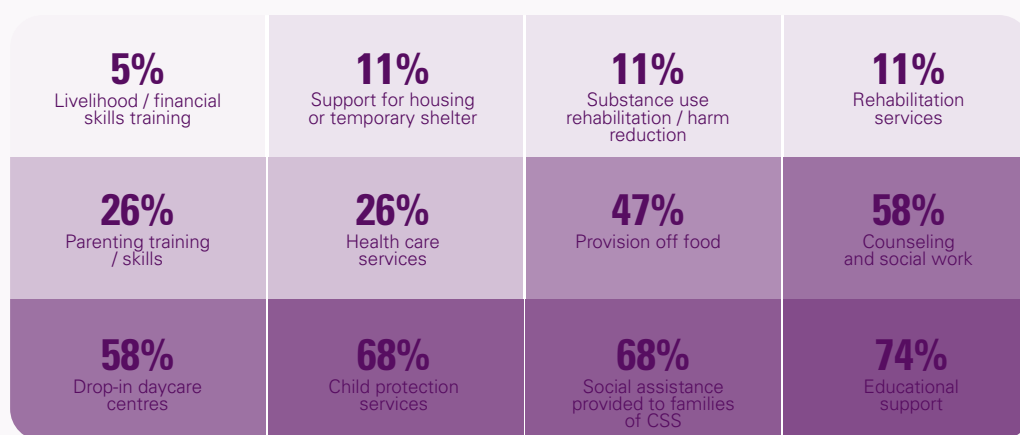 5%
Livelihood / financial
skills training
11%
Support for housing
or temporary shelter
11%
Substance use
rehabilitation / harm
reduction
11%
Rehabilitation
services
26%
Parenting training
/ skills
26%
Health care
services
47%
Provision off food
58%
Counseling
and social work
58%
Drop-in daycare
centres
68%
Child protection
services
68%
Social assistance
provided to families
of CSS
74%
Educational
support